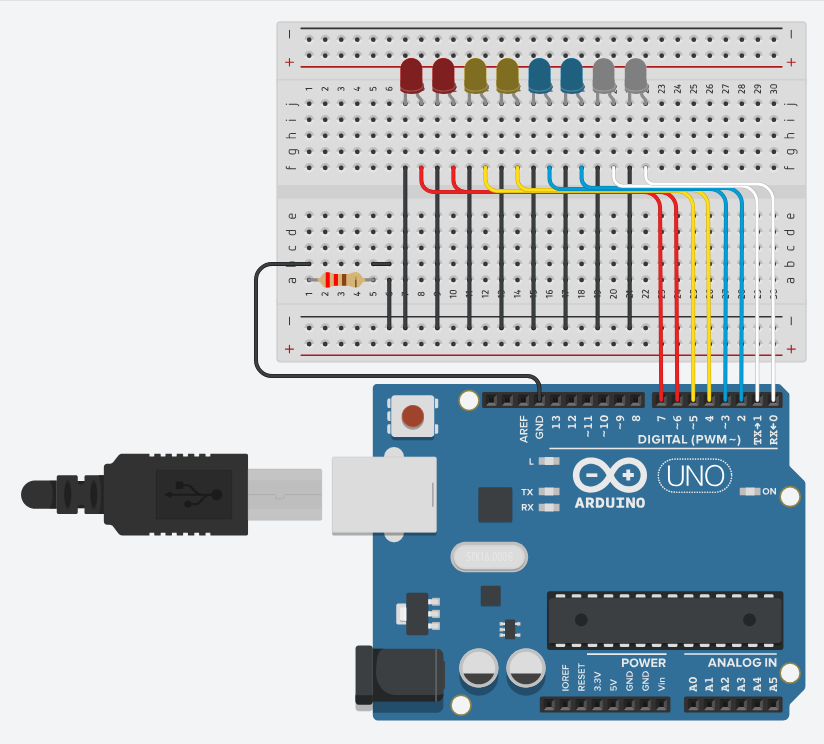 − −
+ +
1 2 3 4 5 6 23 24 25 26 27 28 29 30
j j
i i
h h
g g
f f
e e
d d
c c
b b
a a
1 2 3 4 5 8 10 12 14 16 18 20 22
− −
+ +
AREF
GND
13
12
~11
~10
~9
8
7
~6
~5
4
~3
2
TX→1
RX←0
DIGITAL (PWM~)
L
TX
RX
UNO
ARDUINO
ON
POWER
ANALOG IN
IOREF
RESET
3.3V
5V
GND
GND
Vin
A0
A1
A2
A3
A4
A5